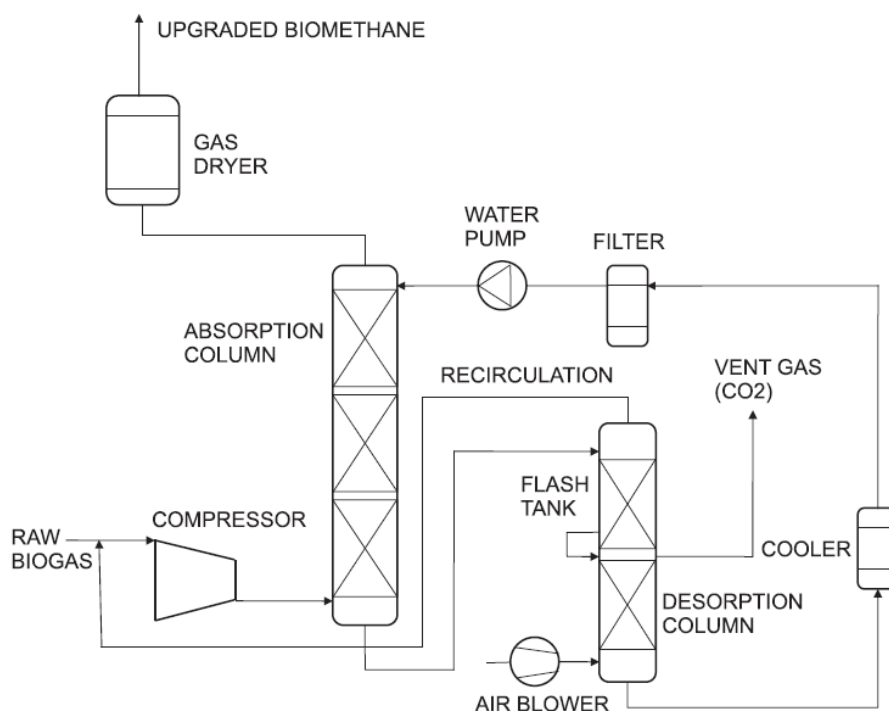 UPGRADED BIOMETHANE
GAS
DRYER
WATER
PUMP
FILTER
ABSORPTION
COLUMN
RECIRCULATION
VENT GAS
(CO2)
FLASH
TANK
COMPRESSOR
RAW
BIOGAS
COOLER
DESORPTION
COLUMN
AIR BLOWER